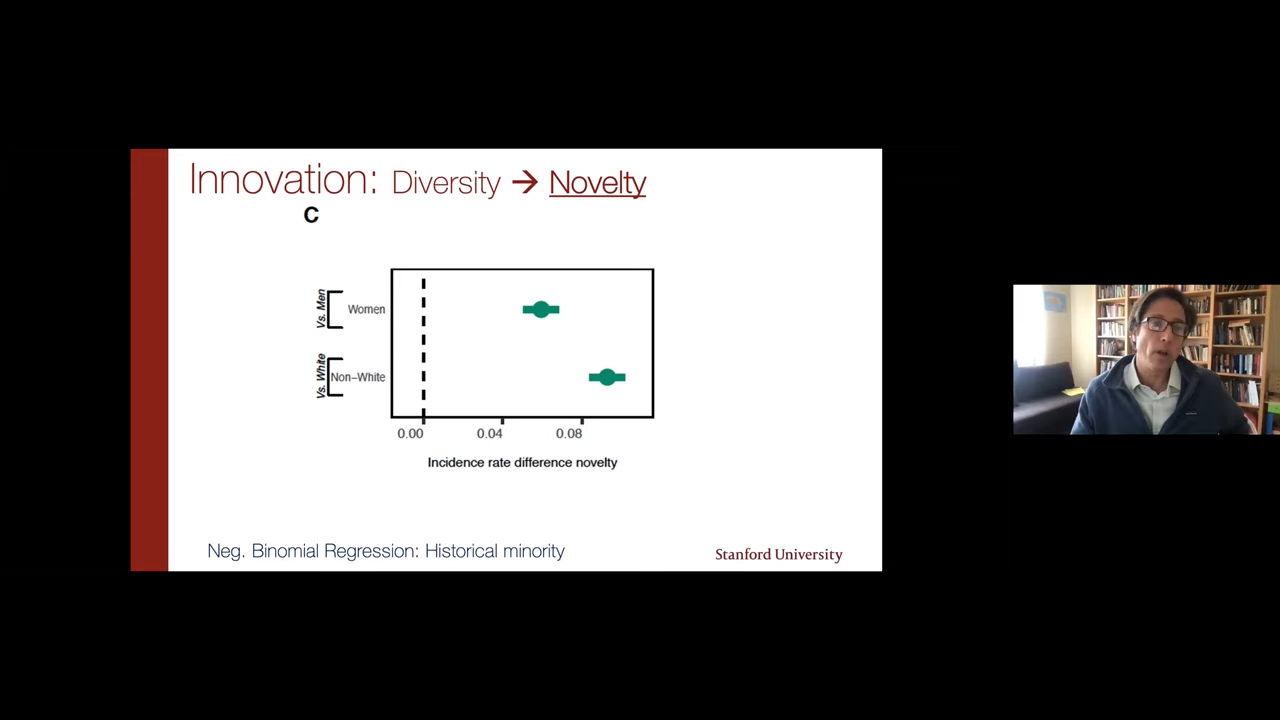 Innovation: Diversity → Novelty
C
Vs. Men
Women
Vs. White
Non–White
0.00 0.04 0.08
Incidence rate difference novelty
Neg. Binomial Regression: Historical minority
Stanford University